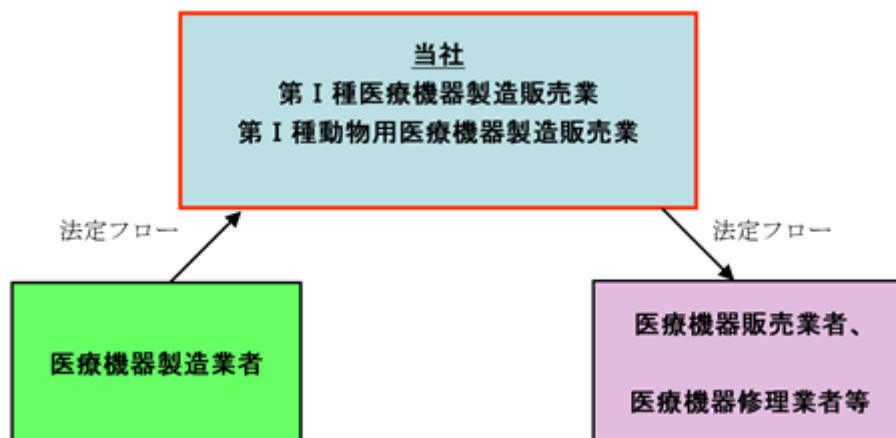 当社
第Ⅰ種医療機器製造販売業
第Ⅰ種動物用医療機器製造販売業
法定フロー
法定フロー
医療機器製造業者
医療機器販売業者、
医療機器修理業者等